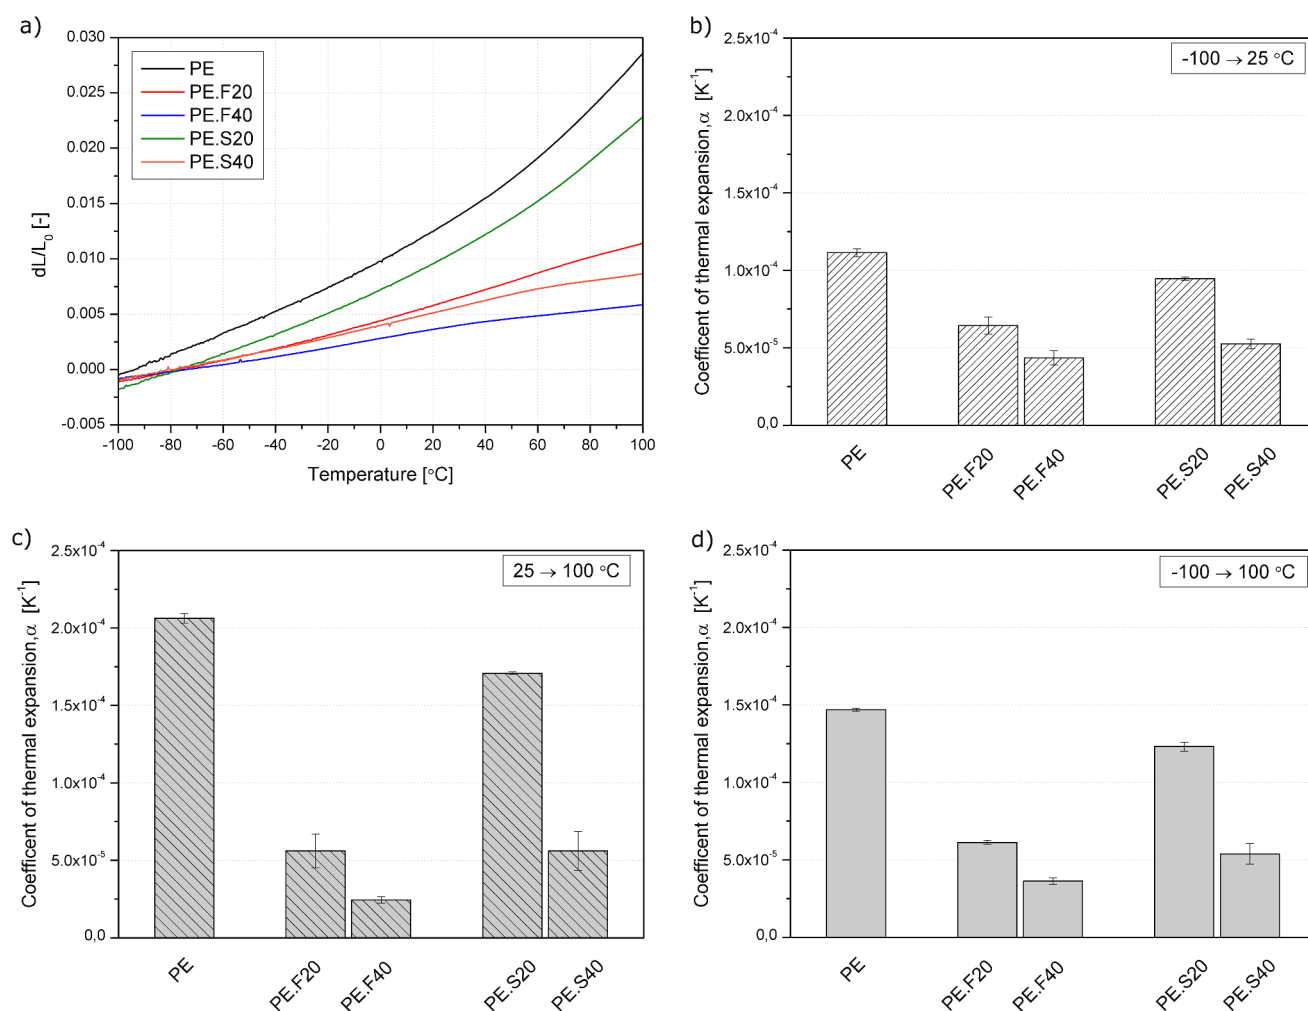 a)
0.030
0.025
0.020
0.015
0.010
0.005
0.000
-0.005
dL/L0 [-]
PE
PE.F20
PE.F40
PE.S20
PE.S40
-100 -80 -60 -40 -20 0 20 40 60 80 100
Temperature [°C]
b)
-100 → 25 °C
2.5x10-4
2.0x10-4
1.5x10-4
1.0x10-4
5.0x10-5
0,0
Coefficent of thermal expansion,α [K-1]
PE PE.F20 PE.F40 PE.S20 PE.S40
c)
25 → 100 °C
2.5x10-4
2.0x10-4
1.5x10-4
1.0x10-4
5.0x10-5
0,0
Coefficent of thermal expansion,α [K-1]
PE PE.F20 PE.F40 PE.S20 PE.S40
d)
-100 → 100 °C
2.5x10-4
2.0x10-4
1.5x10-4
1.0x10-4
5.0x10-5
0,0
Coefficent of thermal expansion,α [K-1]
PE PE.F20 PE.F40 PE.S20 PE.S40